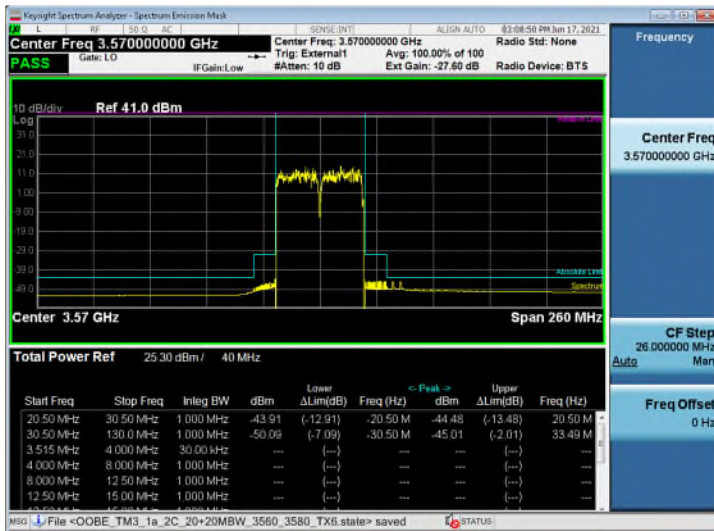 Keysight Spectrum Analyzer - Spectrum Emission Mask
L RF 50 Ω AC SENSE:INT ALIGN AUTO 03:08:50 PM Jun 17, 2021
Center Freq 3.570000000 GHz Center Freq: 3.570000000 GHz Radio Std: None
PASS Gate: LO Trig: External1 Avg: 100.00% of 100
IFGain:Low #Atten: 10 dB Ext Gain: -27.60 dB Radio Device: BTS
Frequency
10 dB/div Ref 41.0 dBm
Log
31.0
21.0
11.0
1.00
-9.00
-19.0
-29.0
-39.0
-49.0
Relative Limit
Absolute Limit
Spectrum
Center 3.57 GHz Span 260 MHz
Center Freq
3.570000000 GHz
CF Step
26.000000 MHz
Auto Man
Freq Offset
0 Hz
Total Power Ref 25.30 dBm / 40 MHz
Lower <- Peak -> Upper
Start Freq Stop Freq Integ BW dBm ΔLim(dB) Freq (Hz) dBm ΔLim(dB) Freq (Hz)
20.50 MHz 30.50 MHz 1.000 MHz -43.91 (-12.91) -20.50 M -44.48 (-13.48) 20.50 M
30.50 MHz 130.0 MHz 1.000 MHz -50.09 (-7.09) -30.50 M -45.01 (-2.01) 33.49 M
3.515 MHz 4.000 MHz 30.00 kHz --- (---) --- --- (---) ---
4.000 MHz 8.000 MHz 1.000 MHz --- (---) --- --- (---) ---
8.000 MHz 12.50 MHz 1.000 MHz --- (---) --- --- (---) ---
12.50 MHz 15.00 MHz 1.000 MHz --- (---) --- --- (---) ---
MSG File <OOBE_TM3_1a_2C_20+20MBW_3560_3580_TX6.state> saved STATUS